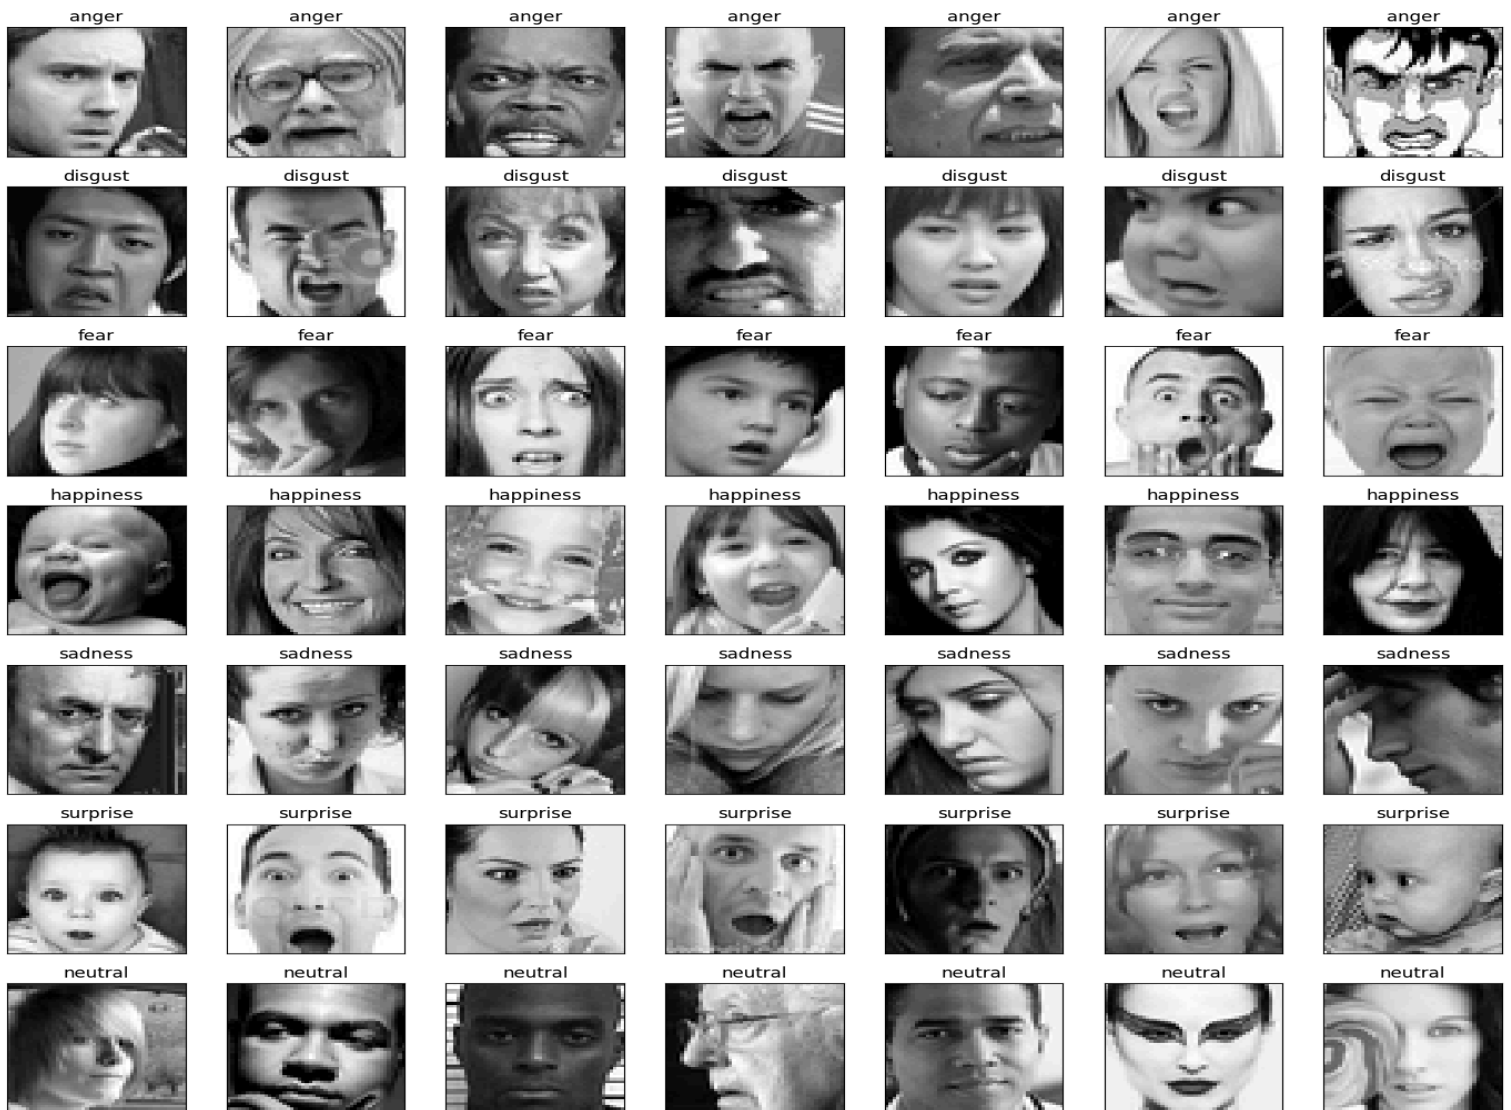 anger anger anger anger anger anger anger
disgust disgust disgust disgust disgust disgust disgust
fear fear fear fear fear fear fear
happiness happiness happiness happiness happiness happiness happiness
sadness sadness sadness sadness sadness sadness sadness
surprise surprise surprise surprise surprise surprise surprise
neutral neutral neutral neutral neutral neutral neutral